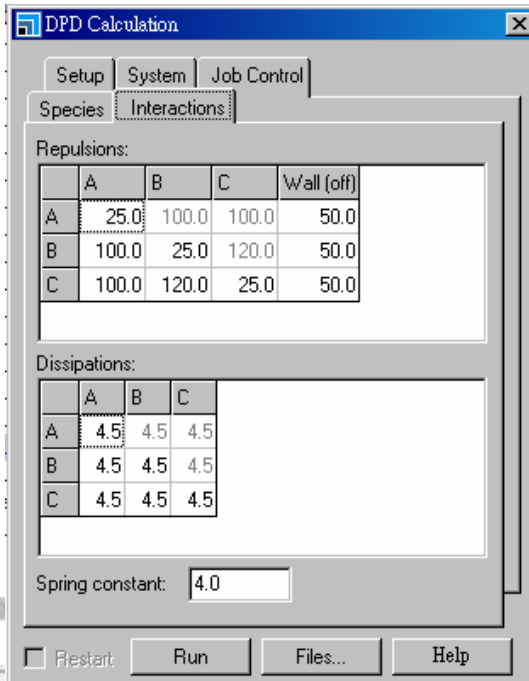 DPD Calculation
Setup System Job Control
Species Interactions
Repulsions:
A B C Wall (off)
A 25.0 100.0 100.0 50.0
B 100.0 25.0 120.0 50.0
C 100.0 120.0 25.0 50.0
Dissipations:
A B C
A 4.5 4.5 4.5
B 4.5 4.5 4.5
C 4.5 4.5 4.5
Spring constant: 4.0
Restart Run Files... Help